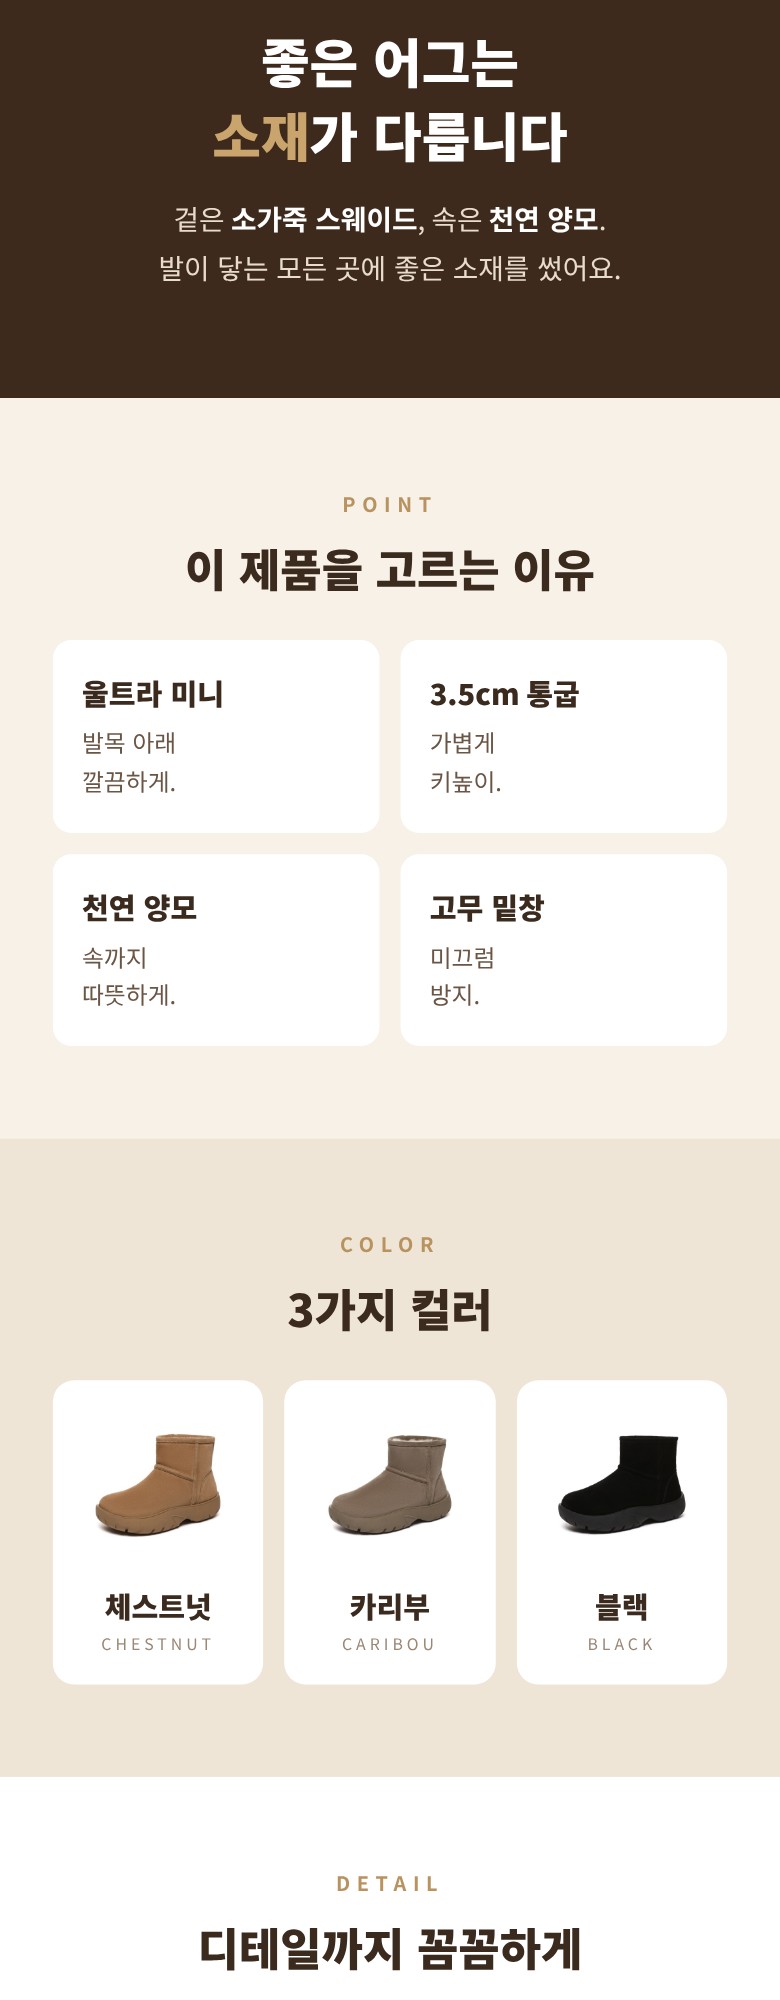 좋은 어그는
소재가 다릅니다
겉은 소가죽 스웨이드, 속은 천연 양모.
발이 닿는 모든 곳에 좋은 소재를 썼어요.
POINT
이 제품을 고르는 이유
울트라 미니
발목 아래
깔끔하게.
3.5cm 통굽
가볍게
키높이.
천연 양모
속까지
따뜻하게.
고무 밑창
미끄럼
방지.
COLOR
3가지 컬러
체스트넛
CHESTNUT
카리부
CARIBOU
블랙
BLACK
DETAIL
디테일까지 꼼꼼하게